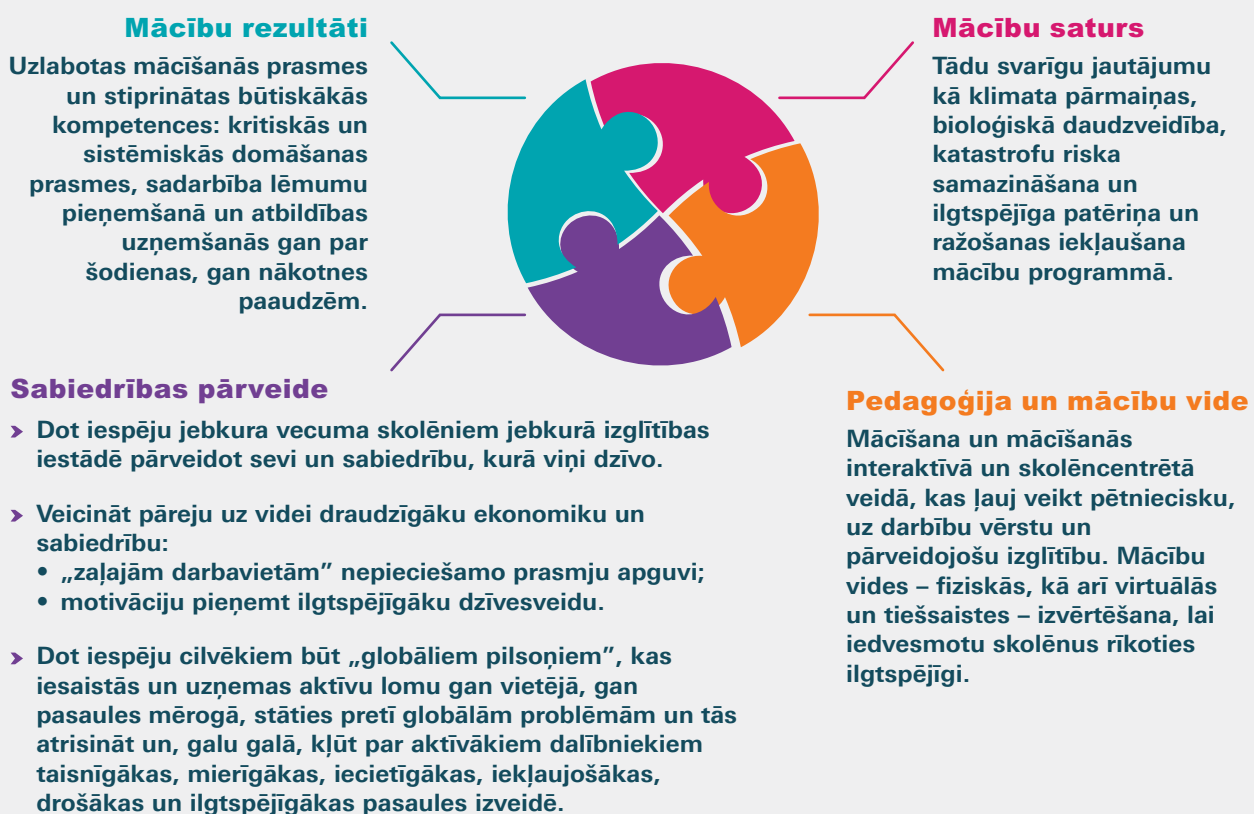 Mācību rezultāti
Uzlabotas mācīšanās prasmes
un stiprinātas būtiskākās
kompetences: kritiskās un
sistēmiskās domāšanas
prasmes, sadarbība lēmumu
pieņemšanā un atbildības
uzņemšanās gan par
šodienas, gan nākotnes
paaudzēm.
Mācību saturs
Tādu svarīgu jautājumu
kā klimata pārmaiņas,
bioloģiskā daudzveidība,
katastrofu riska
samazināšana un
ilgtspējīga patēriņa un
ražošanas iekļaušana
mācību programmā.
Sabiedrības pārveide
› Dot iespēju jebkura vecuma skolēniem jebkurā izglītības
iestādē pārveidot sevi un sabiedrību, kurā viņi dzīvo.
› Veicināt pāreju uz videi draudzīgāku ekonomiku un
sabiedrību:
• „zaļajām darbavietām” nepieciešamo prasmju apguvi;
• motivāciju pieņemt ilgtspējīgāku dzīvesveidu.
› Dot iespēju cilvēkiem būt „globāliem pilsoņiem”, kas
iesaistās un uzņemas aktīvu lomu gan vietējā, gan
pasaules mērogā, stāties pretī globālām problēmām un tās
atrisināt un, galu galā, kļūt par aktīvākiem dalībniekiem
taisnīgākas, mierīgākas, iecietīgākas, iekļaujošākas,
drošākas un ilgtspējīgākas pasaules izveidē.
Pedagoģija un mācību vide
Mācīšana un mācīšanās
interaktīvā un skolēncentrētā
veidā, kas ļauj veikt pētniecisku,
uz darbību vērstu un
pārveidojošu izglītību. Mācību
vides – fiziskās, kā arī virtuālās
un tiešsaistes – izvērtēšana, lai
iedvesmotu skolēnus rīkoties
ilgtspējīgi.